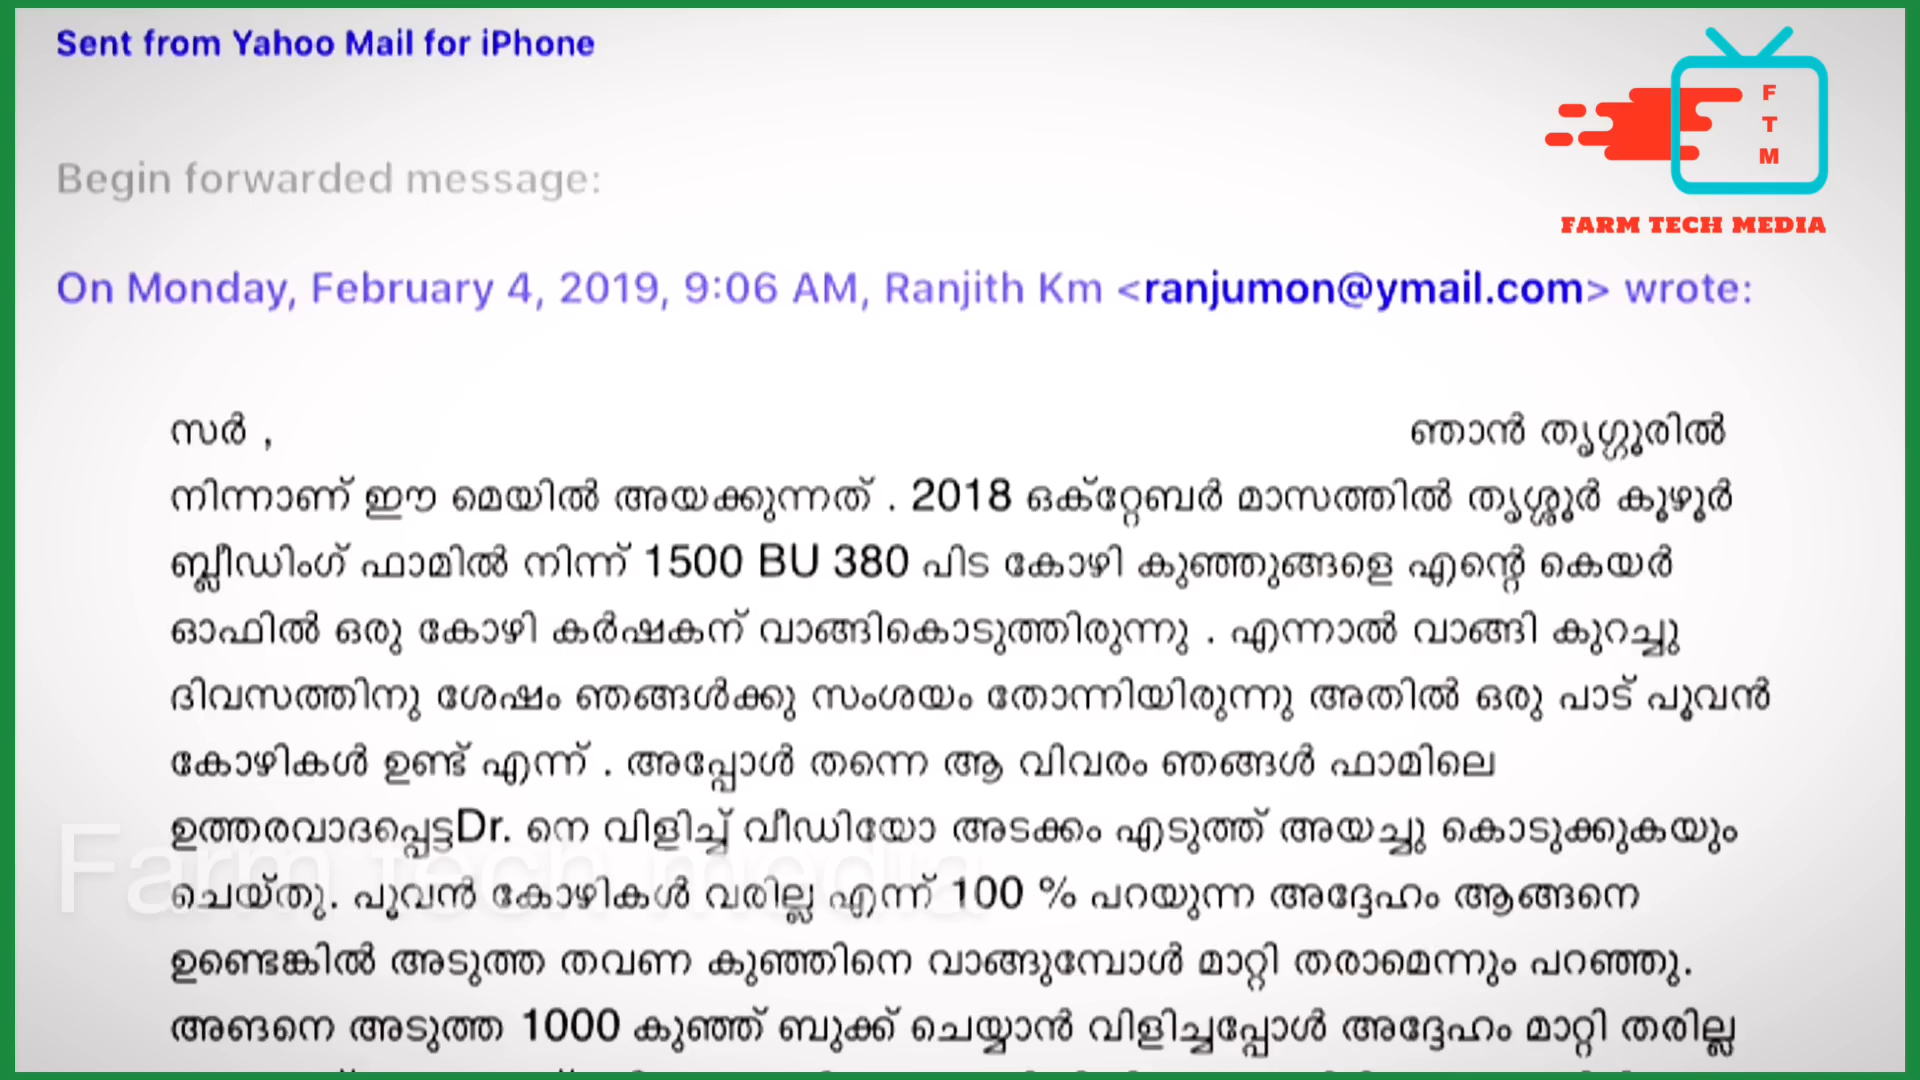 Sent from Yahoo Mail for iPhone
F
T
M
FARM TECH MEDIA
Begin forwarded message:
On Monday, February 4, 2019, 9:06 AM, Ranjith Km <ranjumon@ymail.com> wrote:
സർ , ഞാൻ തൃശ്ശൂരിൽ
നിന്നാണ് ഈ മെയിൽ അയക്കുന്നത് . 2018 ഒക്റ്റേബർ മാസത്തിൽ തൃശ്ശൂർ കുഴൂർ
ബ്ലീഡിംഗ് ഫാമിൽ നിന്ന് 1500 BU 380 പിട കോഴി കുഞ്ഞുങ്ങളെ എന്റെ കെയർ
ഓഫിൽ ഒരു കോഴി കർഷകന് വാങ്ങികൊടുത്തിരുന്നു . എന്നാൽ വാങ്ങി കുറച്ചു
ദിവസത്തിനു ശേഷം ഞങ്ങൾക്കു സംശയം തോന്നിയിരുന്നു അതിൽ ഒരു പാട് പൂവൻ
കോഴികൾ ഉണ്ട് എന്ന് . അപ്പോൾ തന്നെ ആ വിവരം ഞങ്ങൾ ഫാമിലെ
ഉത്തരവാദപ്പെട്ടDr. നെ വിളിച്ച് വീഡിയോ അടക്കം എടുത്ത് അയച്ചു കൊടുക്കുകയും
Farm tech media
ചെയ്തു. പൂവൻ കോഴികൾ വരില്ല എന്ന് 100 % പറയുന്ന അദ്ദേഹം ആങ്ങനെ
ഉണ്ടെങ്കിൽ അടുത്ത തവണ കുഞ്ഞിനെ വാങ്ങുമ്പോൾ മാറ്റി തരാമെന്നും പറഞ്ഞു.
അങനെ അടുത്ത 1000 കുഞ്ഞ് ബുക്ക് ചെയ്യാൻ വിളിച്ചപ്പോൾ അദ്ദേഹം മാറ്റി തരില്ല